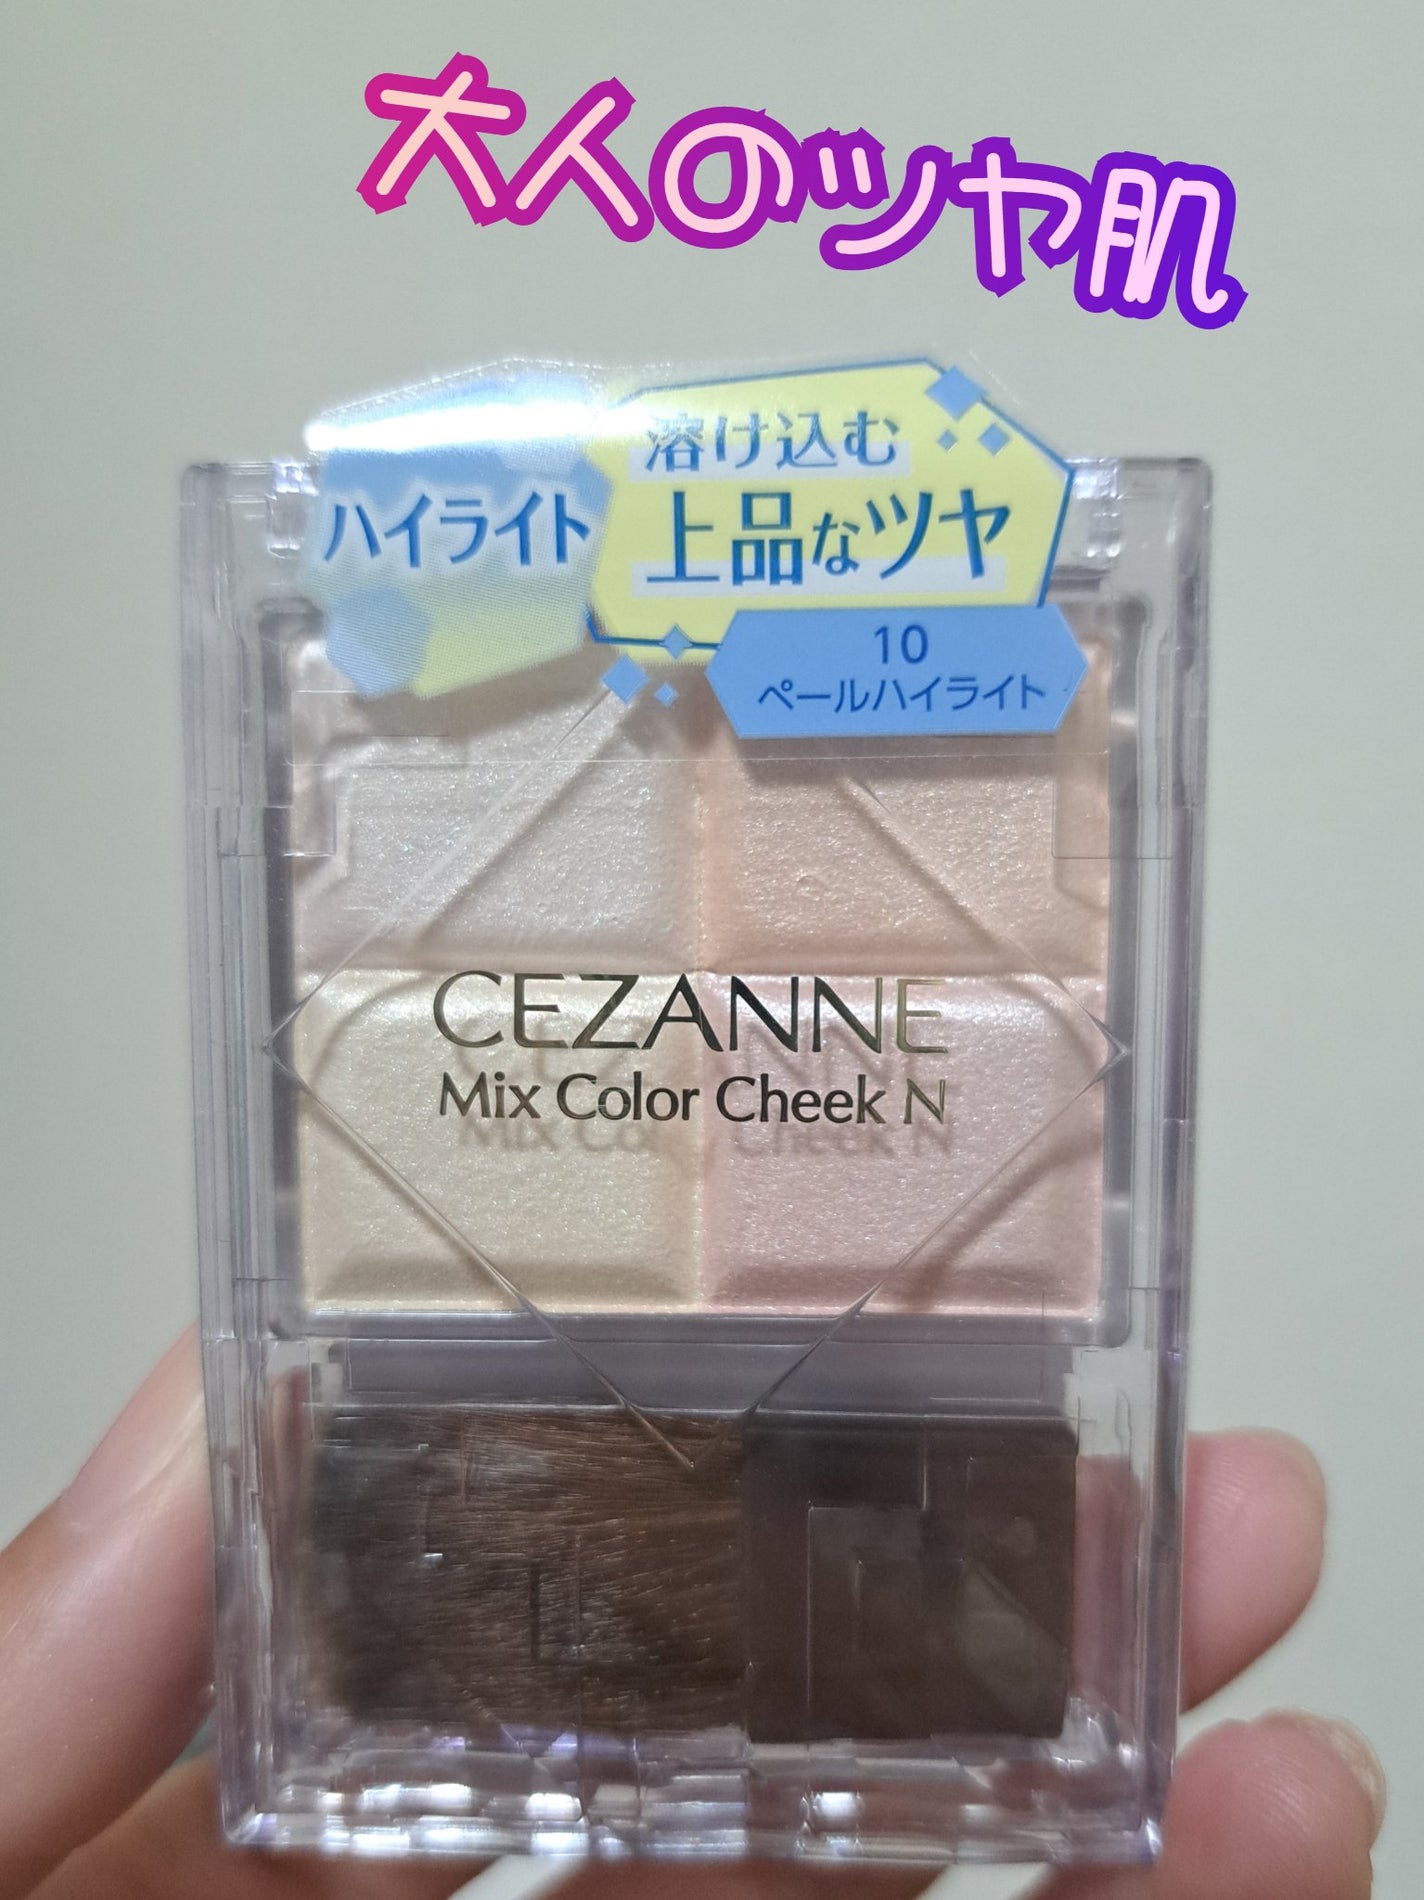 大人のツヤ肌
ハイライト
溶け込む
上品なツヤ
10
ペールハイライト
CEZANNE
Mix Color Cheek N